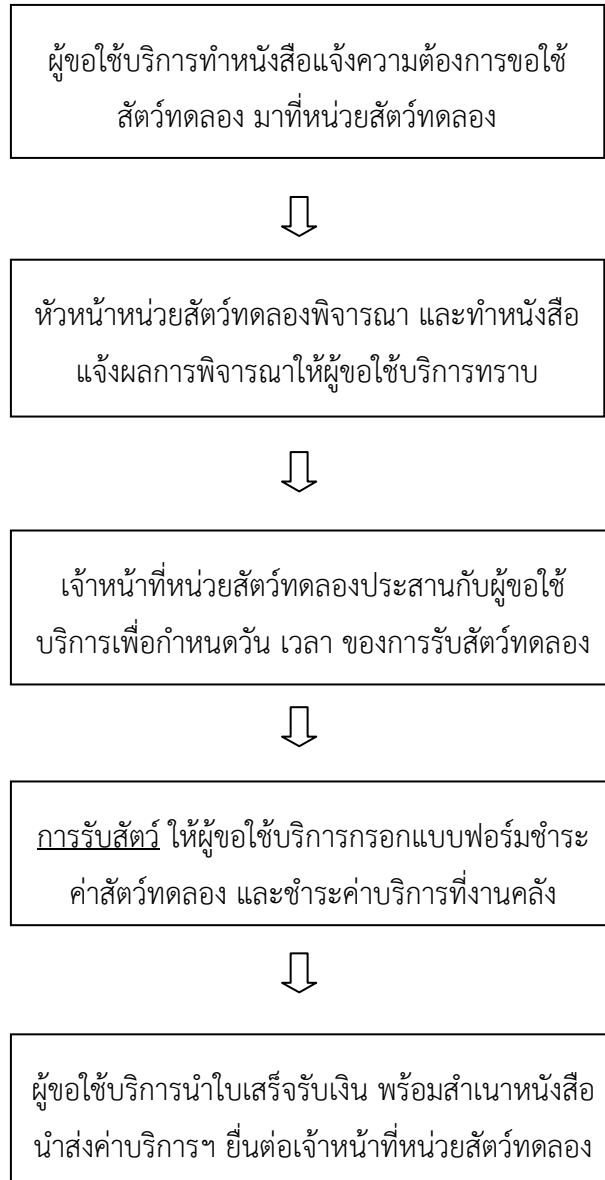 ผู้ขอใช้บริการทำหนังสือแจ้งความต้องการขอใช้
สัตว์ทดลอง มาที่หน่วยสัตว์ทดลอง
หัวหน้าหน่วยสัตว์ทดลองพิจารณา และทำหนังสือ
แจ้งผลการพิจารณาให้ผู้ขอใช้บริการทราบ
เจ้าหน้าที่หน่วยสัตว์ทดลองประสานกับผู้ขอใช้
บริการเพื่อกำหนดวัน เวลา ของการรับสัตว์ทดลอง
การรับสัตว์ ให้ผู้ขอใช้บริการกรอกแบบฟอร์มชำระ
ค่าสัตว์ทดลอง และชำระค่าบริการที่งานคลัง
ผู้ขอใช้บริการนำใบเสร็จรับเงิน พร้อมสำเนาหนังสือ
นำส่งค่าบริการฯ ยื่นต่อเจ้าหน้าที่หน่วยสัตว์ทดลอง